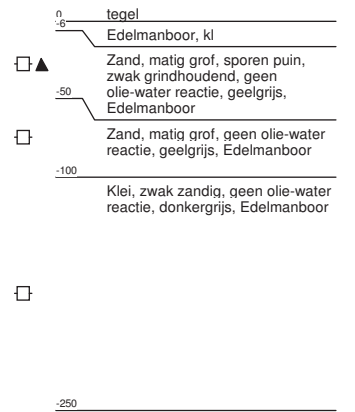 0 tegel
-6
Edelmanboor, kl
Zand, matig grof, sporen puin,
zwak grindhoudend, geen
-50 olie-water reactie, geelgrijs,
Edelmanboor
Zand, matig grof, geen olie-water
reactie, geelgrijs, Edelmanboor
-100
Klei, zwak zandig, geen olie-water
reactie, donkergrijs, Edelmanboor
-250